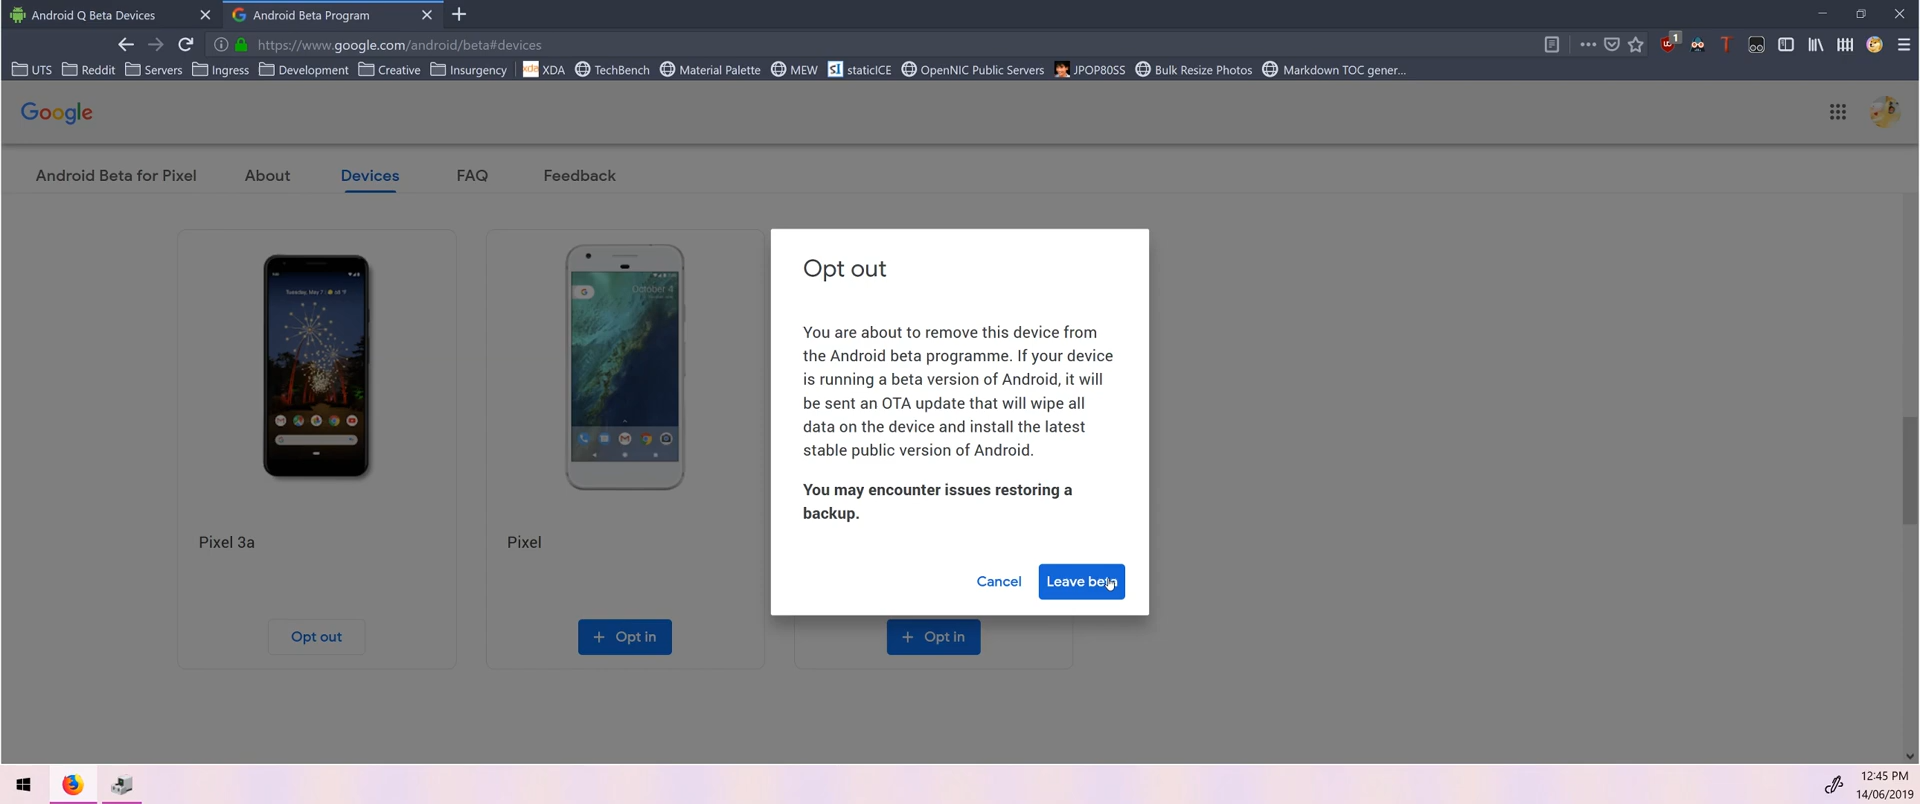 Android Q Beta Devices
Android Beta Program
https://www.google.com/android/beta#devices
1
UTS Reddit Servers Ingress Development Creative Insurgency XDA TechBench Material Palette MEW staticICE OpenNIC Public Servers JPOP80SS Bulk Resize Photos Markdown TOC gener...
Google
Android Beta for Pixel About Devices FAQ Feedback
Tuesday, May 7
October 4
Pixel 3a
Pixel
Opt out
+ Opt in
+ Opt in
Opt out
You are about to remove this device from
the Android beta programme. If your device
is running a beta version of Android, it will
be sent an OTA update that will wipe all
data on the device and install the latest
stable public version of Android.
You may encounter issues restoring a
backup.
Cancel
Leave beta
12:45 PM
14/06/2019